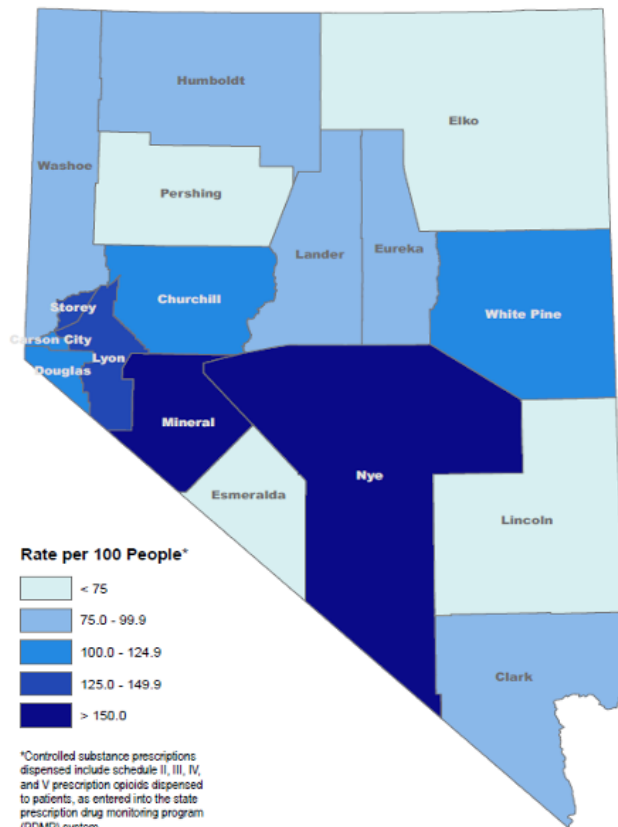 Humboldt
Elko
Washoe
Pershing
Lander
Eureka
Churchill
White Pine
Storey
Carson City
Lyon
Douglas
Mineral
Nye
Esmeralda
Lincoln
Clark
Rate per 100 People*
< 75
75.0 - 99.9
100.0 - 124.9
125.0 - 149.9
> 150.0
*Controlled substance prescriptions
dispensed include schedule II, III, IV,
and V prescription opioids dispensed
to patients, as entered into the state
prescription drug monitoring program
(PDMP) system